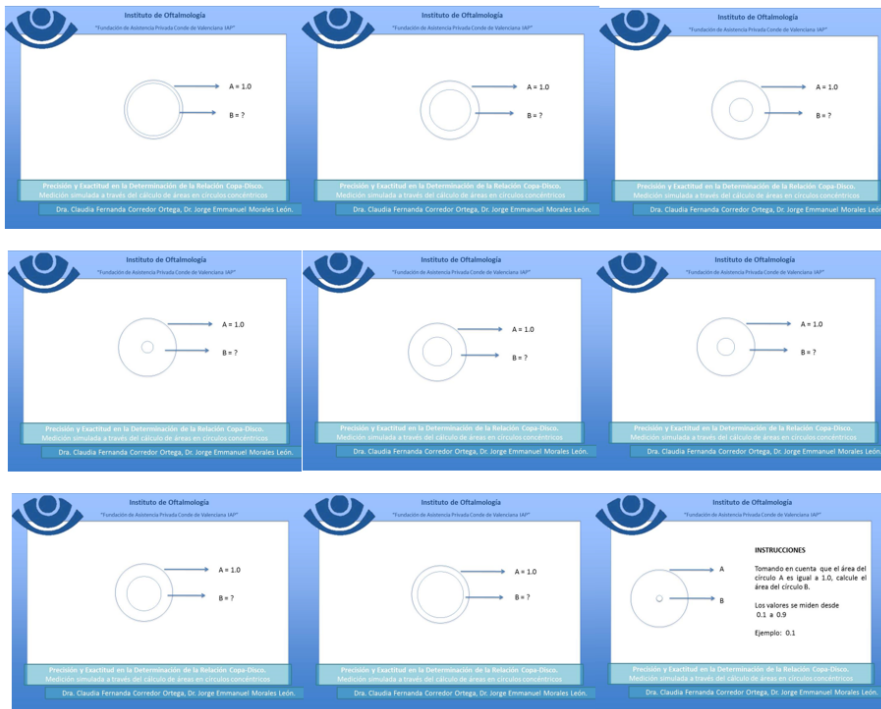 Instituto de Oftalmología
"Fundación de Asistencia Privada Conde de Valenciana IAP"
A = 1.0
B = ?
Precisión y Exactitud en la Determinación de la Relación Copa-Disco.
Medición simulada a través del cálculo de áreas en círculos concéntricos
Dra. Claudia Fernanda Corredor Ortega, Dr. Jorge Emmanuel Morales León.
Instituto de Oftalmología
"Fundación de Asistencia Privada Conde de Valenciana IAP"
A = 1.0
B = ?
Precisión y Exactitud en la Determinación de la Relación Copa-Disco.
Medición simulada a través del cálculo de áreas en círculos concéntricos
Dra. Claudia Fernanda Corredor Ortega, Dr. Jorge Emmanuel Morales León.
Instituto de Oftalmología
"Fundación de Asistencia Privada Conde de Valenciana IAP"
A = 1.0
B = ?
Precisión y Exactitud en la Determinación de la Relación Copa-Disco.
Medición simulada a través del cálculo de áreas en círculos concéntricos
Dra. Claudia Fernanda Corredor Ortega, Dr. Jorge Emmanuel Morales León.
Instituto de Oftalmología
"Fundación de Asistencia Privada Conde de Valenciana IAP"
A = 1.0
B = ?
Precisión y Exactitud en la Determinación de la Relación Copa-Disco.
Medición simulada a través del cálculo de áreas en círculos concéntricos
Dra. Claudia Fernanda Corredor Ortega, Dr. Jorge Emmanuel Morales León.
Instituto de Oftalmología
"Fundación de Asistencia Privada Conde de Valenciana IAP"
A = 1.0
B = ?
Precisión y Exactitud en la Determinación de la Relación Copa-Disco.
Medición simulada a través del cálculo de áreas en círculos concéntricos
Dra. Claudia Fernanda Corredor Ortega, Dr. Jorge Emmanuel Morales León.
Instituto de Oftalmología
"Fundación de Asistencia Privada Conde de Valenciana IAP"
A = 1.0
B = ?
Precisión y Exactitud en la Determinación de la Relación Copa-Disco.
Medición simulada a través del cálculo de áreas en círculos concéntricos
Dra. Claudia Fernanda Corredor Ortega, Dr. Jorge Emmanuel Morales León.
Instituto de Oftalmología
"Fundación de Asistencia Privada Conde de Valenciana IAP"
A = 1.0
B = ?
Precisión y Exactitud en la Determinación de la Relación Copa-Disco.
Medición simulada a través del cálculo de áreas en círculos concéntricos
Dra. Claudia Fernanda Corredor Ortega, Dr. Jorge Emmanuel Morales León.
Instituto de Oftalmología
"Fundación de Asistencia Privada Conde de Valenciana IAP"
A = 1.0
B = ?
Precisión y Exactitud en la Determinación de la Relación Copa-Disco.
Medición simulada a través del cálculo de áreas en círculos concéntricos
Dra. Claudia Fernanda Corredor Ortega, Dr. Jorge Emmanuel Morales León.
Instituto de Oftalmología
"Fundación de Asistencia Privada Conde de Valenciana IAP"
A
B
INSTRUCCIONES
Tomando en cuenta que el área del
círculo A es igual a 1.0, calcule el
área del círculo B.
Los valores se miden desde
0.1 a 0.9
Ejemplo: 0.1
Precisión y Exactitud en la Determinación de la Relación Copa-Disco.
Medición simulada a través del cálculo de áreas en círculos concéntricos
Dra. Claudia Fernanda Corredor Ortega, Dr. Jorge Emmanuel Morales León.